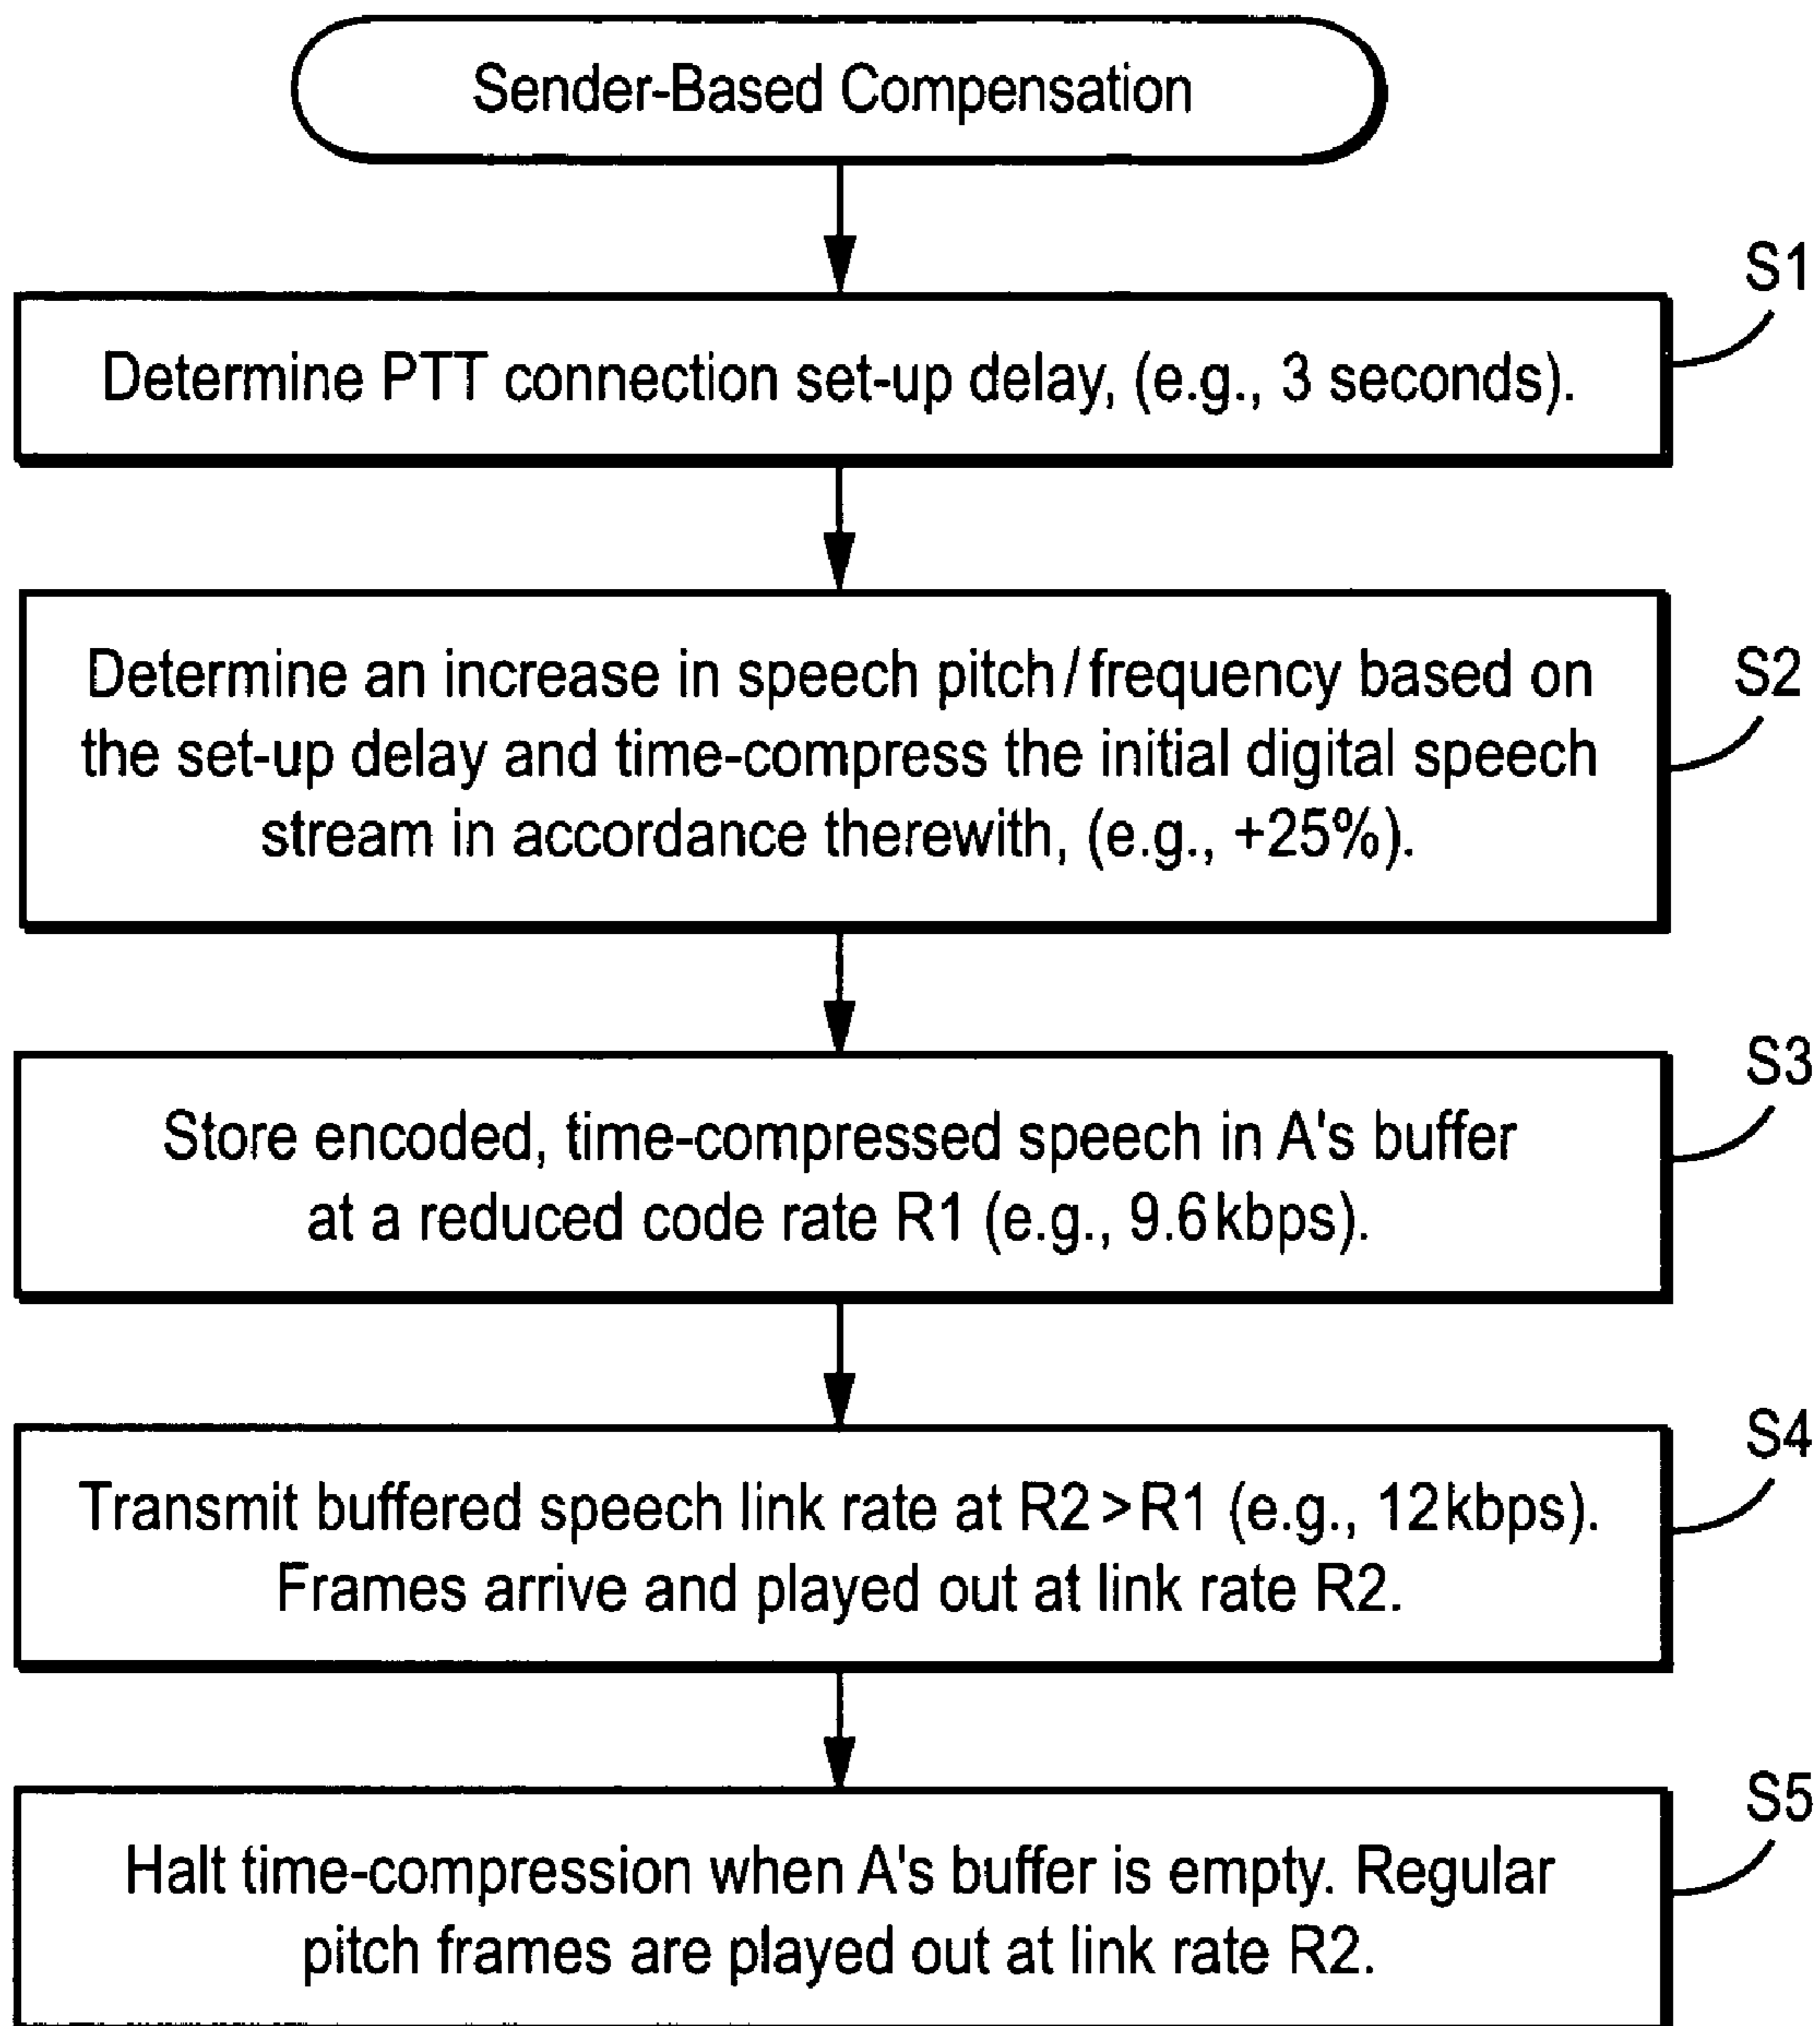 Sender-Based Compensation
S1
Determine PTT connection set-up delay, (e.g., 3 seconds).
S2
Determine an increase in speech pitch/frequency based on
the set-up delay and time-compress the initial digital speech
stream in accordance therewith, (e.g., +25%).
S3
Store encoded, time-compressed speech in A's buffer
at a reduced code rate R1 (e.g., 9.6kbps).
S4
Transmit buffered speech link rate at R2>R1 (e.g., 12kbps).
Frames arrive and played out at link rate R2.
S5
Halt time-compression when A's buffer is empty. Regular
pitch frames are played out at link rate R2.